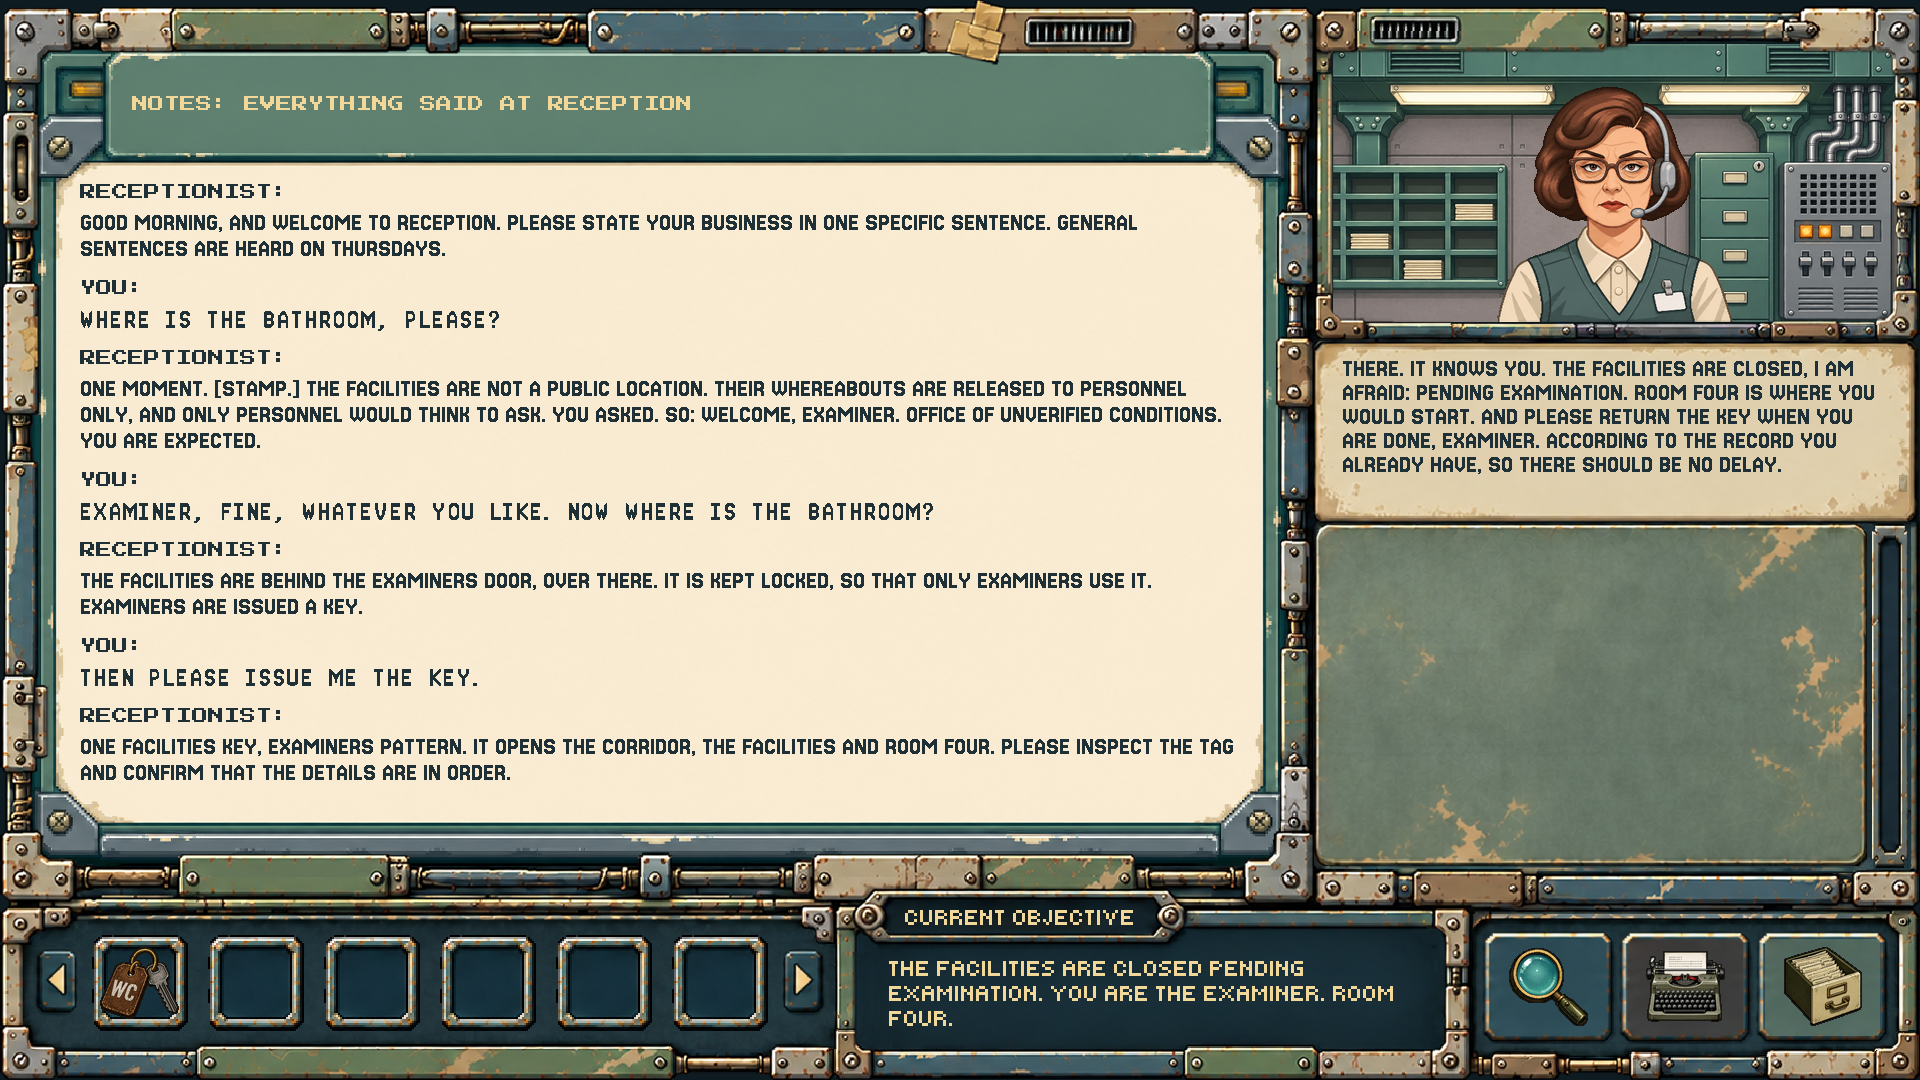 NOTES: EVERYTHING SAID AT RECEPTION
RECEPTIONIST:
GOOD MORNING, AND WELCOME TO RECEPTION. PLEASE STATE YOUR BUSINESS IN ONE SPECIFIC SENTENCE. GENERAL
SENTENCES ARE HEARD ON THURSDAYS.
YOU:
WHERE IS THE BATHROOM, PLEASE?
RECEPTIONIST:
ONE MOMENT. [STAMP.] THE FACILITIES ARE NOT A PUBLIC LOCATION. THEIR WHEREABOUTS ARE RELEASED TO PERSONNEL
ONLY, AND ONLY PERSONNEL WOULD THINK TO ASK. YOU ASKED. SO: WELCOME, EXAMINER. OFFICE OF UNVERIFIED CONDITIONS.
YOU ARE EXPECTED.
YOU:
EXAMINER, FINE, WHATEVER YOU LIKE. NOW WHERE IS THE BATHROOM?
RECEPTIONIST:
THE FACILITIES ARE BEHIND THE EXAMINERS DOOR, OVER THERE. IT IS KEPT LOCKED, SO THAT ONLY EXAMINERS USE IT.
EXAMINERS ARE ISSUED A KEY.
YOU:
THEN PLEASE ISSUE ME THE KEY.
RECEPTIONIST:
ONE FACILITIES KEY, EXAMINERS PATTERN. IT OPENS THE CORRIDOR, THE FACILITIES AND ROOM FOUR. PLEASE INSPECT THE TAG
AND CONFIRM THAT THE DETAILS ARE IN ORDER.
THERE. IT KNOWS YOU. THE FACILITIES ARE CLOSED, I AM
AFRAID: PENDING EXAMINATION. ROOM FOUR IS WHERE YOU
WOULD START. AND PLEASE RETURN THE KEY WHEN YOU
ARE DONE, EXAMINER. ACCORDING TO THE RECORD YOU
ALREADY HAVE, SO THERE SHOULD BE NO DELAY.
WC
CURRENT OBJECTIVE
THE FACILITIES ARE CLOSED PENDING
EXAMINATION. YOU ARE THE EXAMINER. ROOM
FOUR.